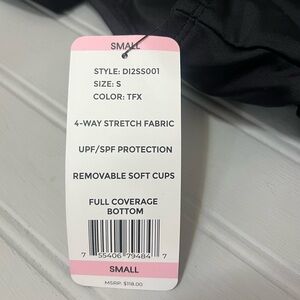 SMALL
STYLE: DI2SS001
SIZE: S
COLOR: TFX
4-WAY STRETCH FABRIC
UPF/SPF PROTECTION
REMOVABLE SOFT CUPS
FULL COVERAGE
BOTTOM
7 55406 79484 7
SMALL
MSRP: $118.00